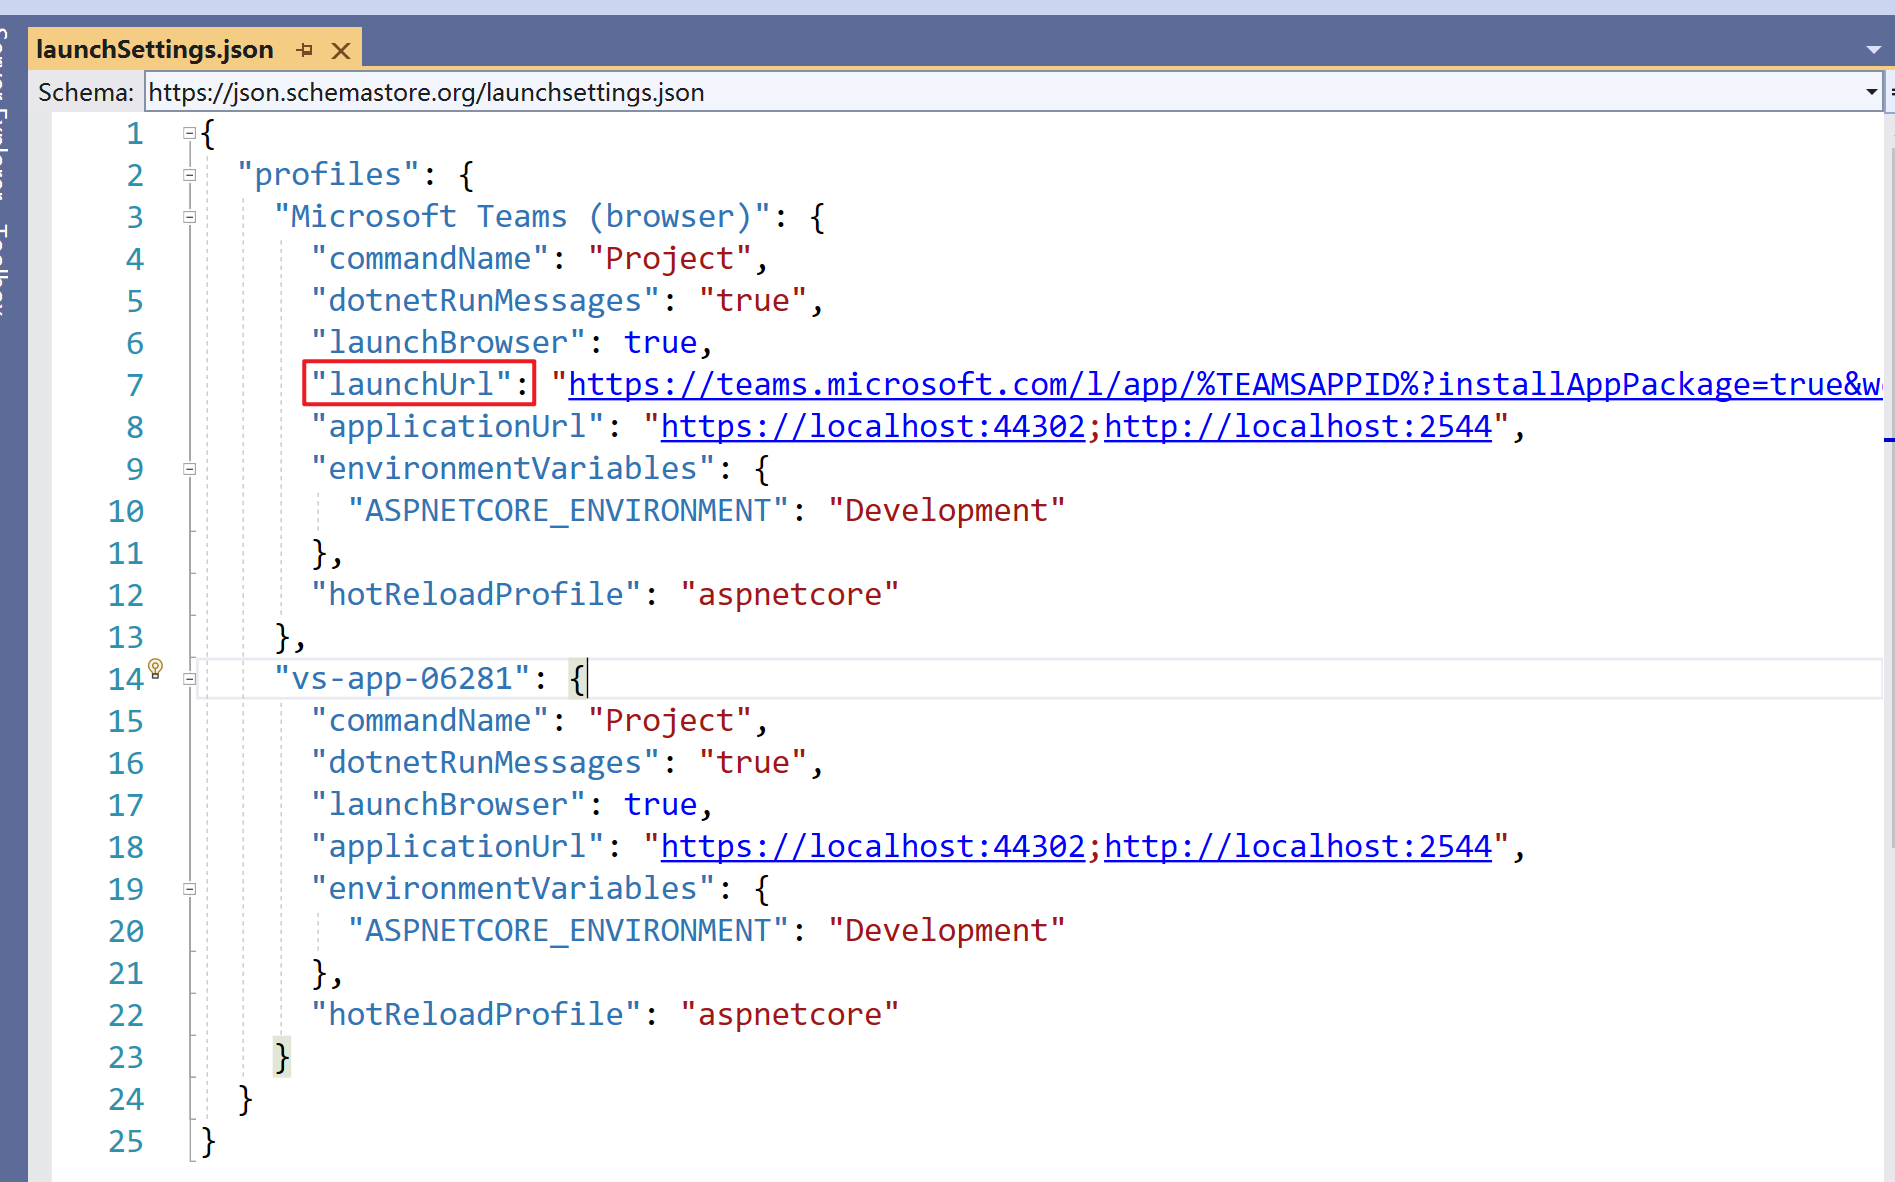 launchSettings.json
Schema: https://json.schemastore.org/launchsettings.json
1 {
2 "profiles": {
3 "Microsoft Teams (browser)": {
4 "commandName": "Project",
5 "dotnetRunMessages": "true",
6 "launchBrowser": true,
7 "launchUrl": "https://teams.microsoft.com/l/app/%TEAMSAPPID%?installAppPackage=true&w
8 "applicationUrl": "https://localhost:44302;http://localhost:2544",
9 "environmentVariables": {
10 "ASPNETCORE_ENVIRONMENT": "Development"
11 },
12 "hotReloadProfile": "aspnetcore"
13 },
14 "vs-app-06281": {
15 "commandName": "Project",
16 "dotnetRunMessages": "true",
17 "launchBrowser": true,
18 "applicationUrl": "https://localhost:44302;http://localhost:2544",
19 "environmentVariables": {
20 "ASPNETCORE_ENVIRONMENT": "Development"
21 },
22 "hotReloadProfile": "aspnetcore"
23 }
24 }
25 }